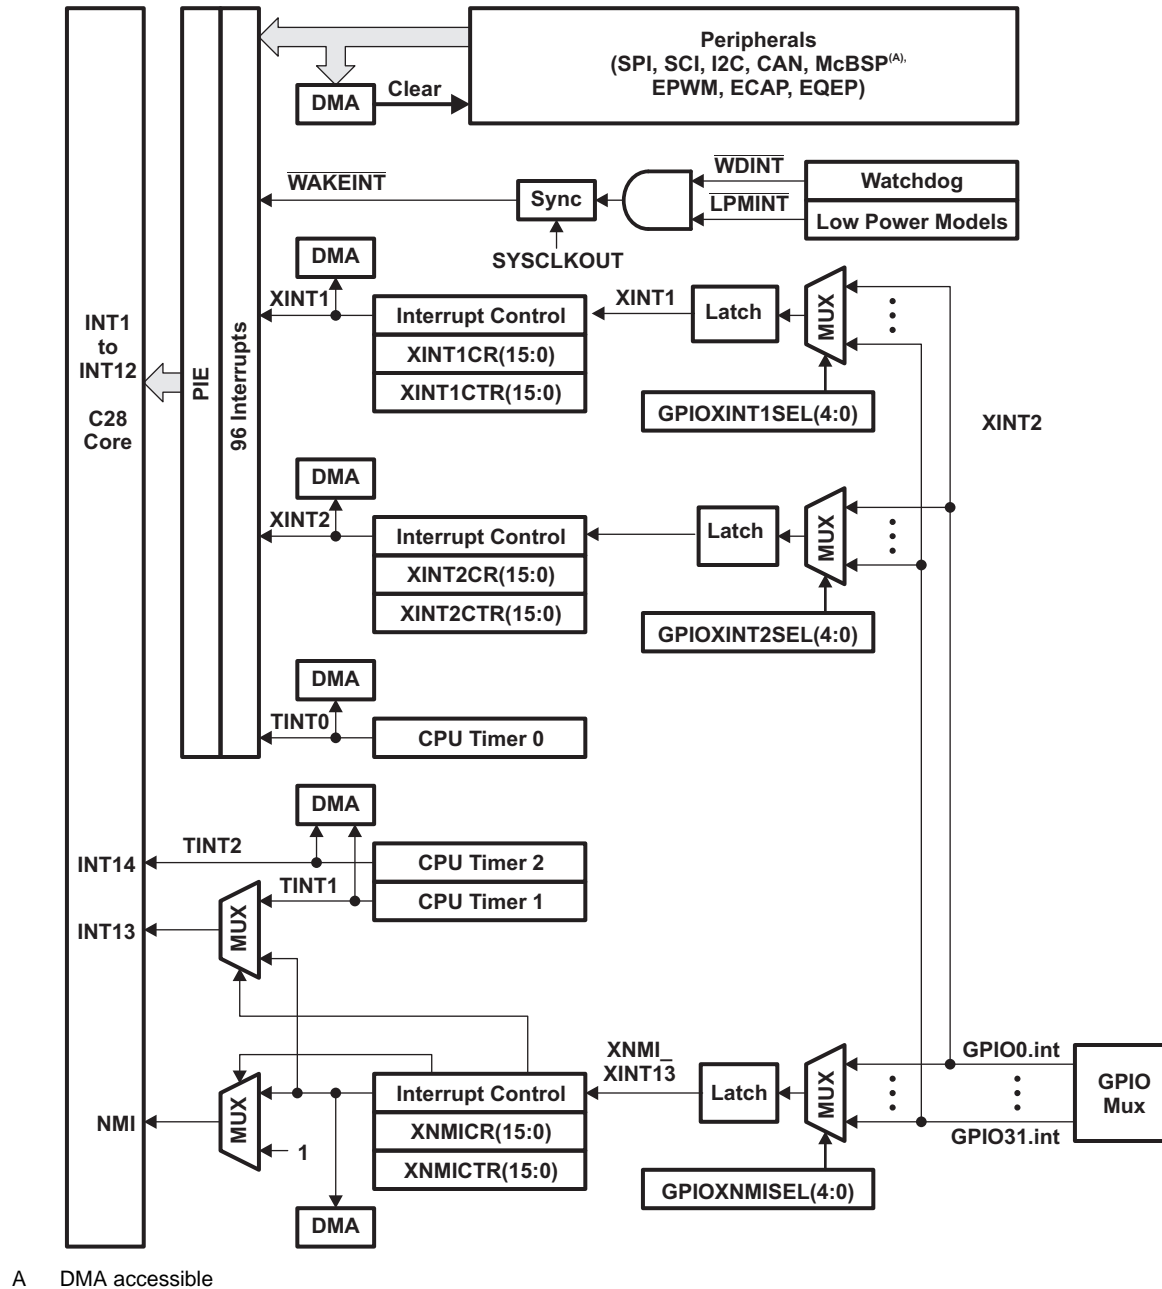 Peripherals
(SPI, SCI, I2C, CAN, McBSP(A),
EPWM, ECAP, EQEP)
DMA
Clear
WAKEINT
Sync
SYSCLKOUT
WDINT
LPMINT
Watchdog
Low Power Models
INT1
to
INT12
C28
Core
PIE
96 Interrupts
DMA
XINT1
Interrupt Control
XINT1CR(15:0)
XINT1CTR(15:0)
XINT1
Latch
MUX
GPIOXINT1SEL(4:0)
XINT2
DMA
XINT2
Interrupt Control
XINT2CR(15:0)
XINT2CTR(15:0)
Latch
MUX
GPIOXINT2SEL(4:0)
DMA
TINT0
CPU Timer 0
DMA
INT14
TINT2
CPU Timer 2
TINT1
CPU Timer 1
INT13
MUX
NMI
MUX
1
Interrupt Control
XNMICR(15:0)
XNMICTR(15:0)
DMA
XNMI_
XINT13
Latch
MUX
GPIOXNMISEL(4:0)
GPIO0.int
GPIO31.int
GPIO
Mux
A DMA accessible